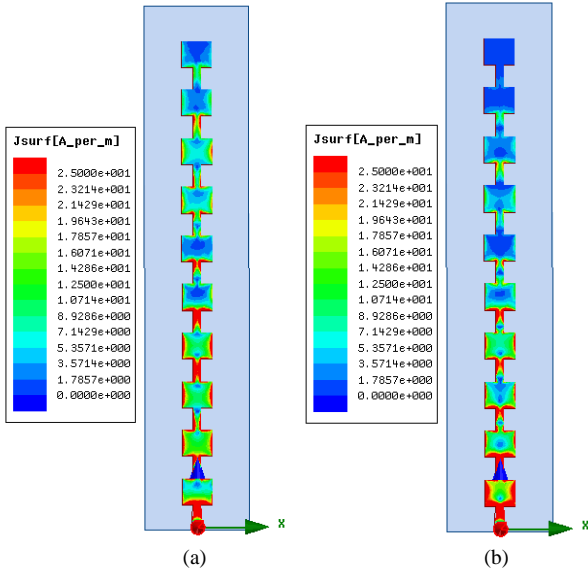 Jsurf[A_per_m]
2.5000e+001
2.3214e+001
2.1429e+001
1.9643e+001
1.7857e+001
1.6071e+001
1.4286e+001
1.2500e+001
1.0714e+001
8.9286e+000
7.1429e+000
5.3571e+000
3.5714e+000
1.7857e+000
0.0000e+000
X
(a)
Jsurf[A_per_m]
2.5000e+001
2.3214e+001
2.1429e+001
1.9643e+001
1.7857e+001
1.6071e+001
1.4286e+001
1.2500e+001
1.0714e+001
8.9286e+000
7.1429e+000
5.3571e+000
3.5714e+000
1.7857e+000
0.0000e+000
X
(b)